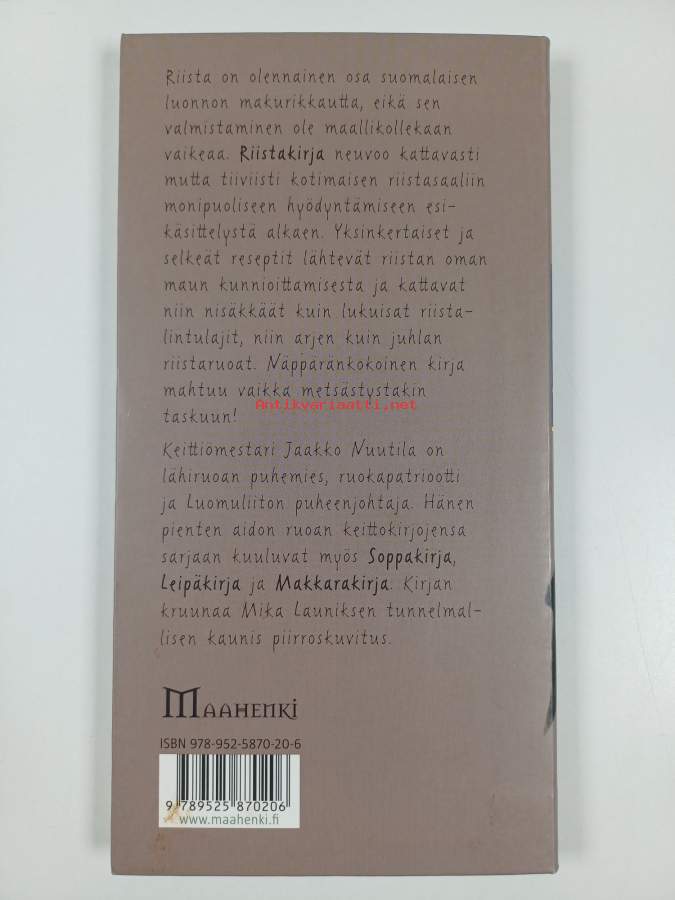 Riista on olennainen osa suomalaisen
luonnon makurikkautta, eikä sen
valmistaminen ole maallikollekaan
vaikeaa. Riistakirja neuvoo kattavasti
mutta tiiviisti kotimaisen riistasaaliin
monipuoliseen hyödyntämiseen esi-
käsittelystä alkaen. Yksinkertaiset ja
selkeät reseptit lähtevät riistan oman
maun kunnioittamisesta ja kattavat
niin nisäkkäät kuin lukuisat riista-
lintulajit, niin arjen kuin juhlan
riistaruoat. Näppäränkokoinen kirja
mahtuu vaikka metsästystakin
Antikvariaatti.net
taskuun!
Keittiömestari Jaakko Nuutila on
lähiruoan puhemies, ruokapatriootti
ja Luomuliiton puheenjohtaja. Hänen
pienten aidon ruoan keittokirjojensa
sarjaan kuuluvat myös Soppakirja,
Leipäkirja ja Makkarakirja. Kirjan
kruunaa Mika Launiksen tunnelmal-
lisen kaunis piirroskuvitus.
MAAHENKI
ISBN 978-952-5870-20-6
9 789525 870206
www.maahenki.fi